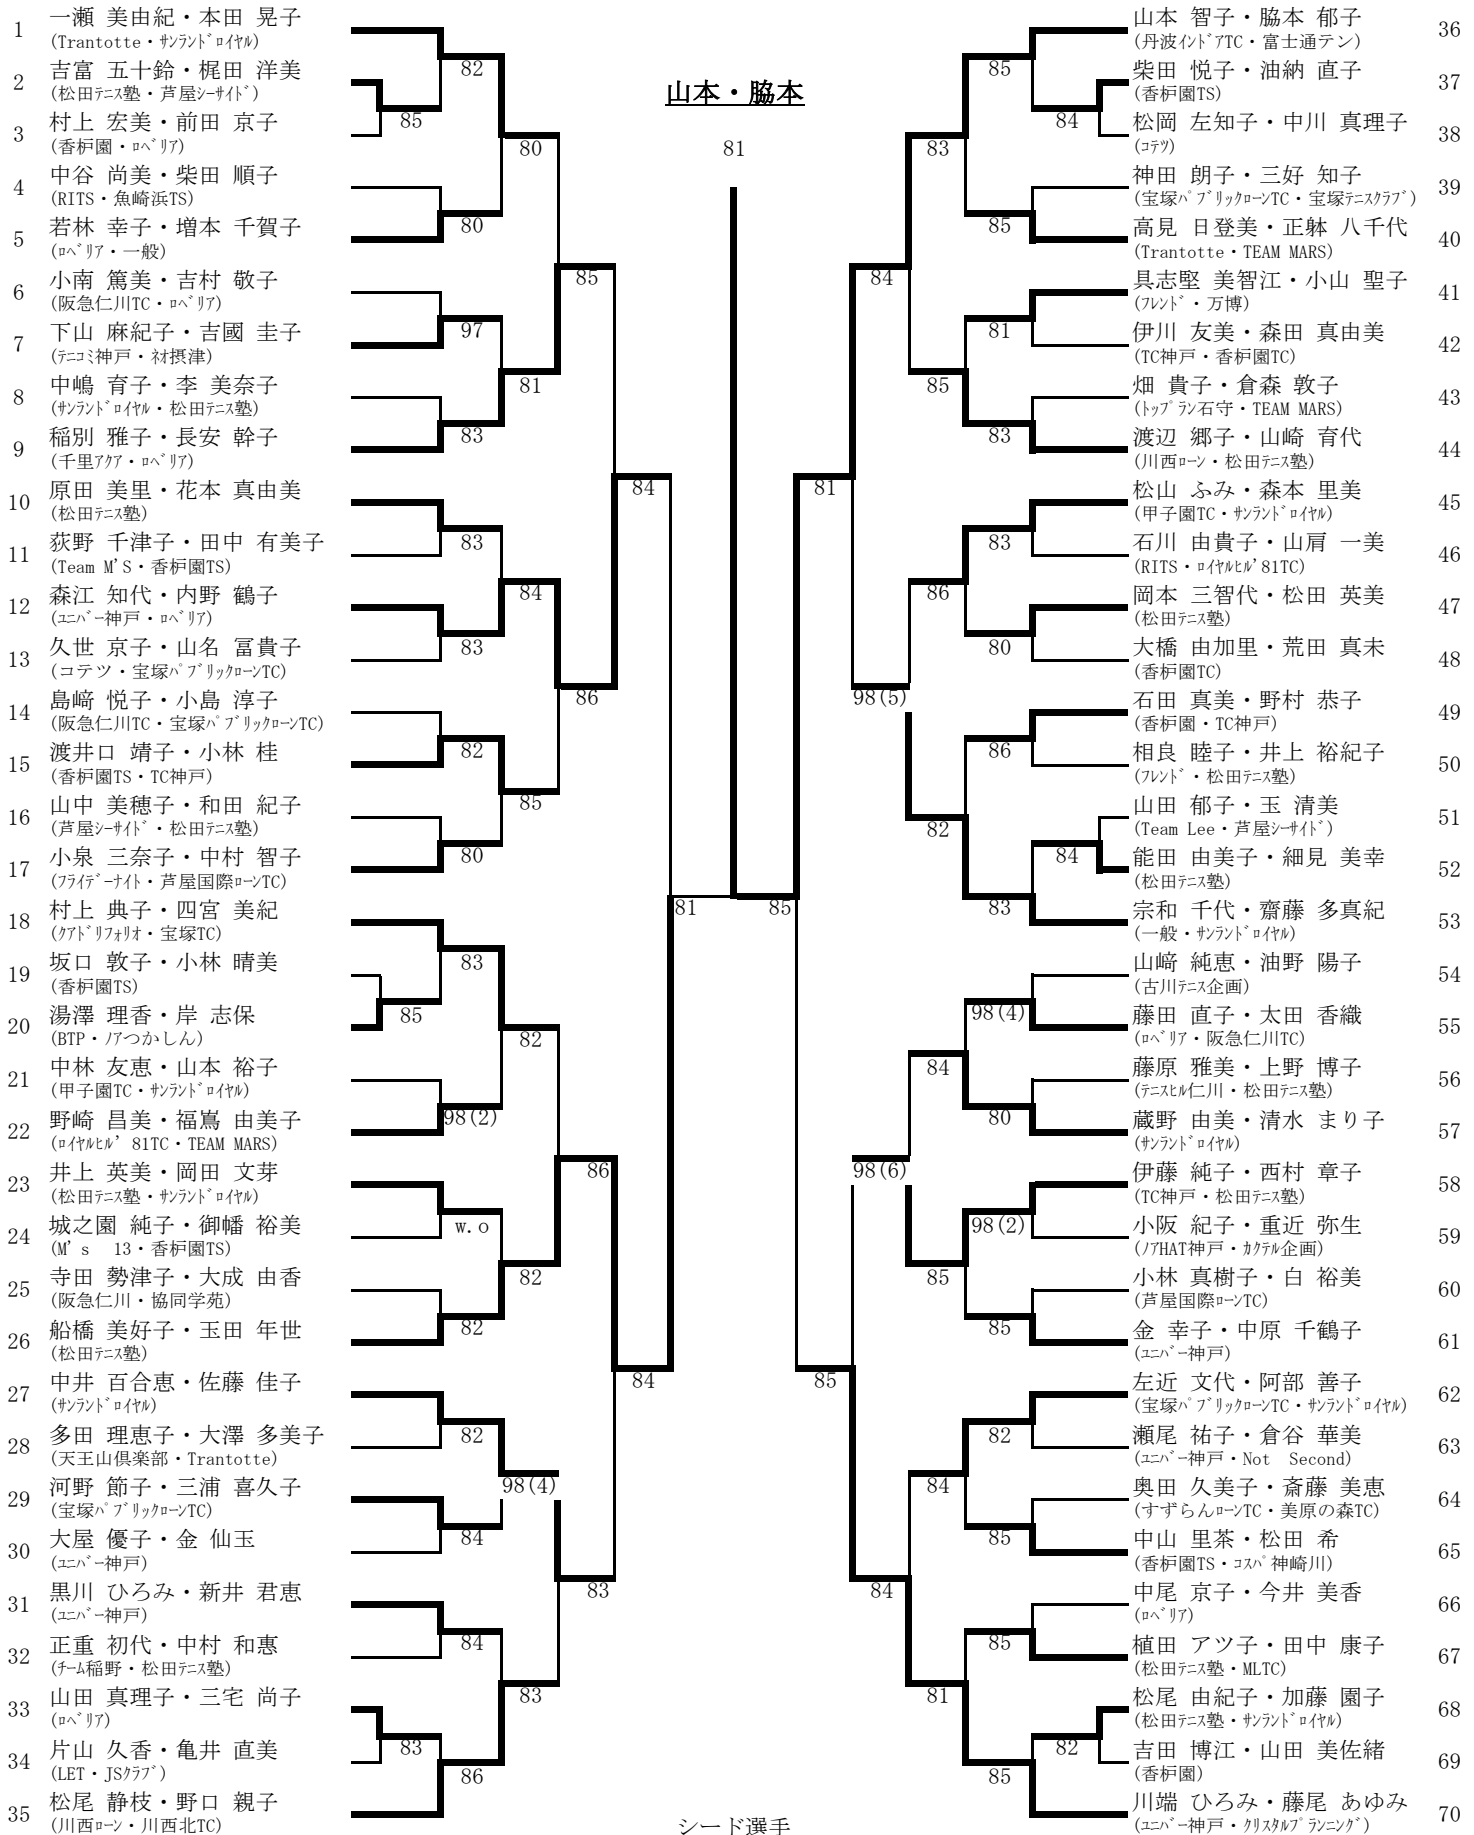 山本・脇本
81
1 一瀬 美由紀・本田 晃子
(Trantotte・サンランドロイヤル)
2 吉富 五十鈴・梶田 洋美
(松田テニス塾・芦屋シーサイド)
3 村上 宏美・前田 京子
(香枦園・ロベリア)
4 中谷 尚美・柴田 順子
(RITS・魚崎浜TS)
5 若林 幸子・増本 千賀子
(ロベリア・一般)
6 小南 篤美・吉村 敬子
(阪急仁川TC・ロベリア)
7 下山 麻紀子・吉國 圭子
(テニコミ神戸・ネオ摂津)
8 中嶋 育子・李 美奈子
(サンランドロイヤル・松田テニス塾)
9 稲別 雅子・長安 幹子
(千里アクア・ロベリア)
10 原田 美里・花本 真由美
(松田テニス塾)
11 荻野 千津子・田中 有美子
(Team M'S・香枦園TS)
12 森江 知代・内野 鶴子
(ユニバー神戸・ロベリア)
13 久世 京子・山名 冨貴子
(コテツ・宝塚パブリックローンTC)
14 島﨑 悦子・小島 淳子
(阪急仁川TC・宝塚パブリックローンTC)
15 渡井口 靖子・小林 桂
(香枦園TS・TC神戸)
16 山中 美穂子・和田 紀子
(芦屋シーサイド・松田テニス塾)
17 小泉 三奈子・中村 智子
(フライデーナイト・芦屋国際ローンTC)
18 村上 典子・四宮 美紀
(クアドリフォリオ・宝塚TC)
19 坂口 敦子・小林 晴美
(香枦園TS)
20 湯澤 理香・岸 志保
(BTP・ノアつかしん)
21 中林 友恵・山本 裕子
(甲子園TC・サンランドロイヤル)
22 野崎 昌美・福嶌 由美子
(ロイヤルヒル'81TC・TEAM MARS)
23 井上 英美・岡田 文芽
(松田テニス塾・サンランドロイヤル)
24 城之園 純子・御幡 裕美
(M's 13・香枦園TS)
25 寺田 勢津子・大成 由香
(阪急仁川・協同学苑)
26 船橋 美好子・玉田 年世
(松田テニス塾)
27 中井 百合恵・佐藤 佳子
(サンランドロイヤル)
28 多田 理恵子・大澤 多美子
(天王山倶楽部・Trantotte)
29 河野 節子・三浦 喜久子
(宝塚パブリックローンTC)
30 大屋 優子・金 仙玉
(ユニバー神戸)
31 黒川 ひろみ・新井 君恵
(ユニバー神戸)
32 正重 初代・中村 和惠
(チーム稲野・松田テニス塾)
33 山田 真理子・三宅 尚子
(ロベリア)
34 片山 久香・亀井 直美
(LET・JSクラブ)
35 松尾 静枝・野口 親子
(川西ローン・川西北TC)
85
85
83
82
80
97
83
83
83
82
80
83
98(2)
w.o
82
82
84
84
86
80
81
84
85
82
82
98(4)
83
85
86
86
83
84
84
81
山本 智子・脇本 郁子 36
(丹波インドアTC・富士通テン)
柴田 悦子・油納 直子 37
(香枦園TS)
松岡 左知子・中川 真理子 38
(コテツ)
神田 朗子・三好 知子 39
(宝塚パブリックローンTC・宝塚テニスクラブ)
高見 日登美・正躰 八千代 40
(Trantotte・TEAM MARS)
具志堅 美智江・小山 聖子 41
(フレンド・万博)
伊川 友美・森田 真由美 42
(TC神戸・香枦園TC)
畑 貴子・倉森 敦子 43
(トップラン石守・TEAM MARS)
渡辺 郷子・山崎 育代 44
(川西ローン・松田テニス塾)
松山 ふみ・森本 里美 45
(甲子園TC・サンランドロイヤル)
石川 由貴子・山肩 一美 46
(RITS・ロイヤルヒル'81TC)
岡本 三智代・松田 英美 47
(松田テニス塾)
大橋 由加里・荒田 真未 48
(香枦園TC)
石田 真美・野村 恭子 49
(香枦園・TC神戸)
相良 睦子・井上 裕紀子 50
(フレンド・松田テニス塾)
山田 郁子・玉 清美 51
(Team Lee・芦屋シーサイド)
能田 由美子・細見 美幸 52
(松田テニス塾)
宗和 千代・齋藤 多真紀 53
(一般・サンランドロイヤル)
山﨑 純恵・油野 陽子 54
(古川テニス企画)
藤田 直子・太田 香織 55
(ロベリア・阪急仁川TC)
藤原 雅美・上野 博子 56
(テニスヒル仁川・松田テニス塾)
蔵野 由美・清水 まり子 57
(サンランドロイヤル)
伊藤 純子・西村 章子 58
(TC神戸・松田テニス塾)
小阪 紀子・重近 弥生 59
(ノアHAT神戸・カクテル企画)
小林 真樹子・白 裕美 60
(芦屋国際ローンTC)
金 幸子・中原 千鶴子 61
(ユニバー神戸)
左近 文代・阿部 善子 62
(宝塚パブリックローンTC・サンランドロイヤル)
瀬尾 祐子・倉谷 華美 63
(ユニバー神戸・Not Second)
奥田 久美子・斎藤 美恵 64
(すずらんローンTC・美原の森TC)
中山 里茶・松田 希 65
(香枦園TS・コスパ神崎川)
中尾 京子・今井 美香 66
(ロベリア)
植田 アツ子・田中 康子 67
(松田テニス塾・MLTC)
松尾 由紀子・加藤 園子 68
(松田テニス塾・サンランドロイヤル)
吉田 博江・山田 美佐緒 69
(香枦園)
川端 ひろみ・藤尾 あゆみ 70
(ユニバー神戸・クリスタルプランニング)
84
84
82
85
85
81
83
83
80
86
83
98(4)
80
98(2)
85
82
85
85
85
83
85
86
82
84
85
84
81
84
98(5)
98(6)
84
81
85
85
シード選手